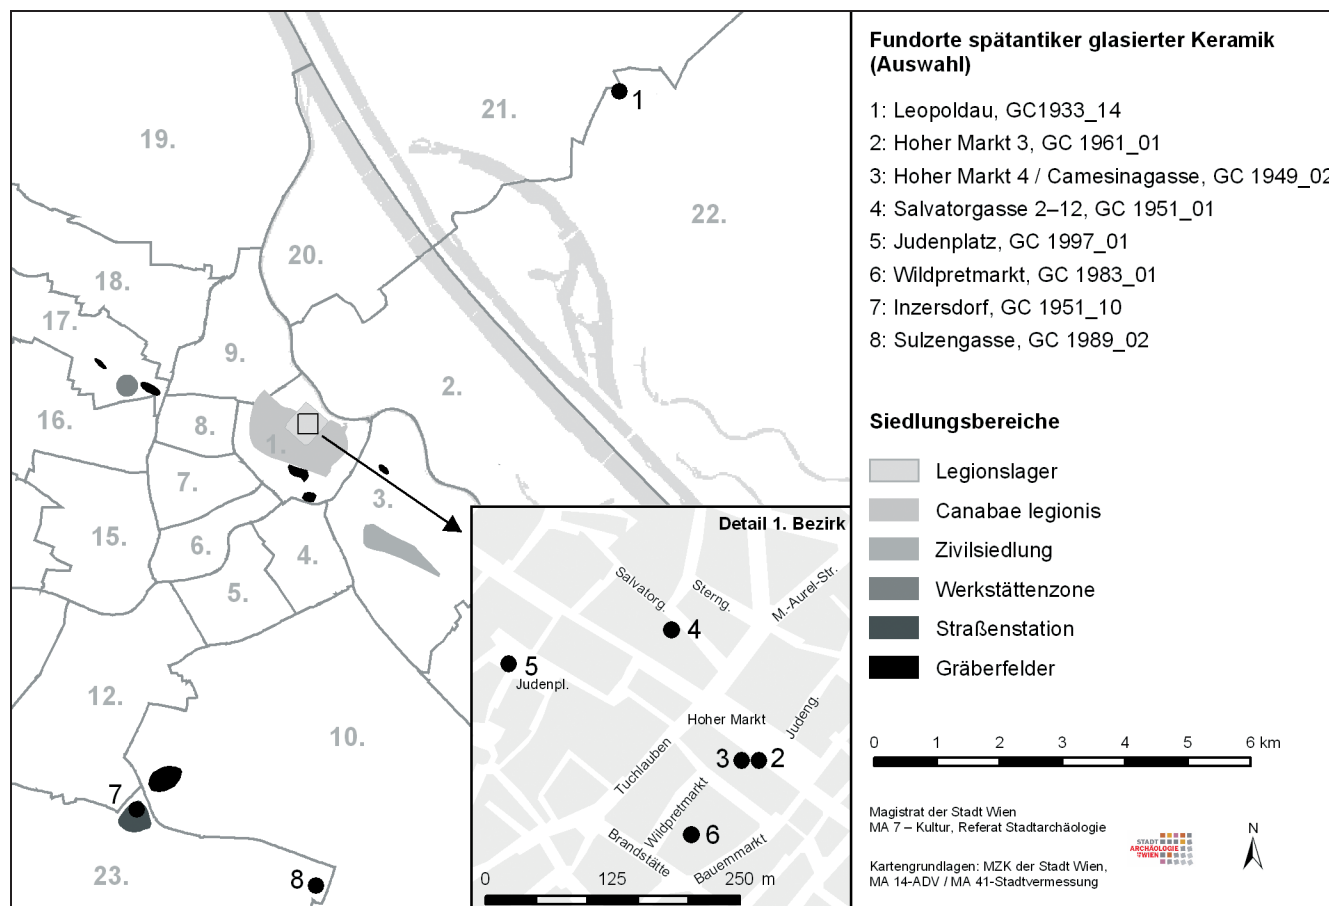 Fundorte spätantiker glasierter Keramik
(Auswahl)
1: Leopoldau, GC1933_14
2: Hoher Markt 3, GC 1961_01
3: Hoher Markt 4 / Camesinagasse, GC 1949_02
4: Salvatorgasse 2–12, GC 1951_01
5: Judenplatz, GC 1997_01
6: Wildpretmarkt, GC 1983_01
7: Inzersdorf, GC 1951_10
8: Sulzengasse, GC 1989_02
Siedlungsbereiche
Legionslager
Canabae legionis
Zivilsiedlung
Werkstättenzone
Straßenstation
Gräberfelder
0 1 2 3 4 5 6 km
Magistrat der Stadt Wien
MA 7 – Kultur, Referat Stadtarchäologie
Kartengrundlagen: MZK der Stadt Wien,
MA 14-ADV / MA 41-Stadtvermessung
STADT
ARCHÄOLOGIE
WIEN
N
1
21.
19.
22.
20.
18.
17.
9.
2.
16.
8.
1.
7.
3.
15.
6.
4.
5.
12.
10.
7
23.
8
Detail 1. Bezirk
Salvatorg.
Sterng.
M.-Aurel-Str.
4
5
Judenpl.
Hoher Markt
Judeng.
3
2
Tuchlauben
Wildpretmarkt
6
Brandstätte
Bauernmarkt
0 125 250 m